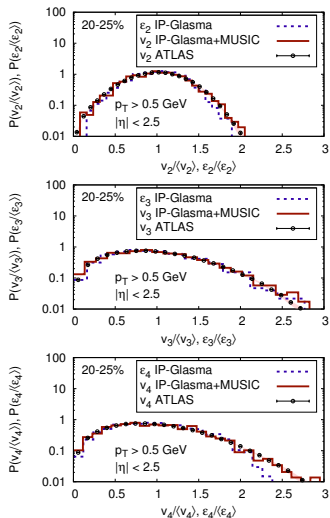 20-25%
ε2 IP-Glasma
v2 IP-Glasma+MUSIC
v2 ATLAS
P(v2/⟨v2⟩), P(ε2/⟨ε2⟩)
100
10
1
0.1
0.01
pT > 0.5 GeV
|η| < 2.5
0 0.5 1 1.5 2 2.5 3
v2/⟨v2⟩, ε2/⟨ε2⟩
20-25%
ε3 IP-Glasma
v3 IP-Glasma+MUSIC
v3 ATLAS
P(v3/⟨v3⟩), P(ε3/⟨ε3⟩)
100
10
1
0.1
0.01
pT > 0.5 GeV
|η| < 2.5
0 0.5 1 1.5 2 2.5 3
v3/⟨v3⟩, ε3/⟨ε3⟩
20-25%
ε4 IP-Glasma
v4 IP-Glasma+MUSIC
v4 ATLAS
P(v4/⟨v4⟩), P(ε4/⟨ε4⟩)
100
10
1
0.1
0.01
pT > 0.5 GeV
|η| < 2.5
0 0.5 1 1.5 2 2.5 3
v4/⟨v4⟩, ε4/⟨ε4⟩